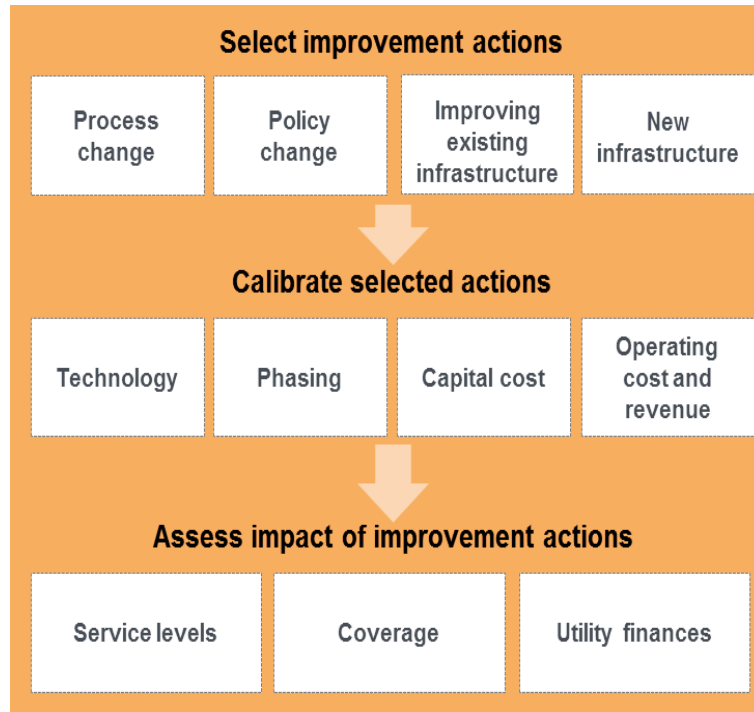 Select improvement actions
Process
change
Policy
change
Improving
existing
infrastructure
New
infrastructure
Calibrate selected actions
Technology
Phasing
Capital cost
Operating
cost and
revenue
Assess impact of improvement actions
Service levels
Coverage
Utility finances